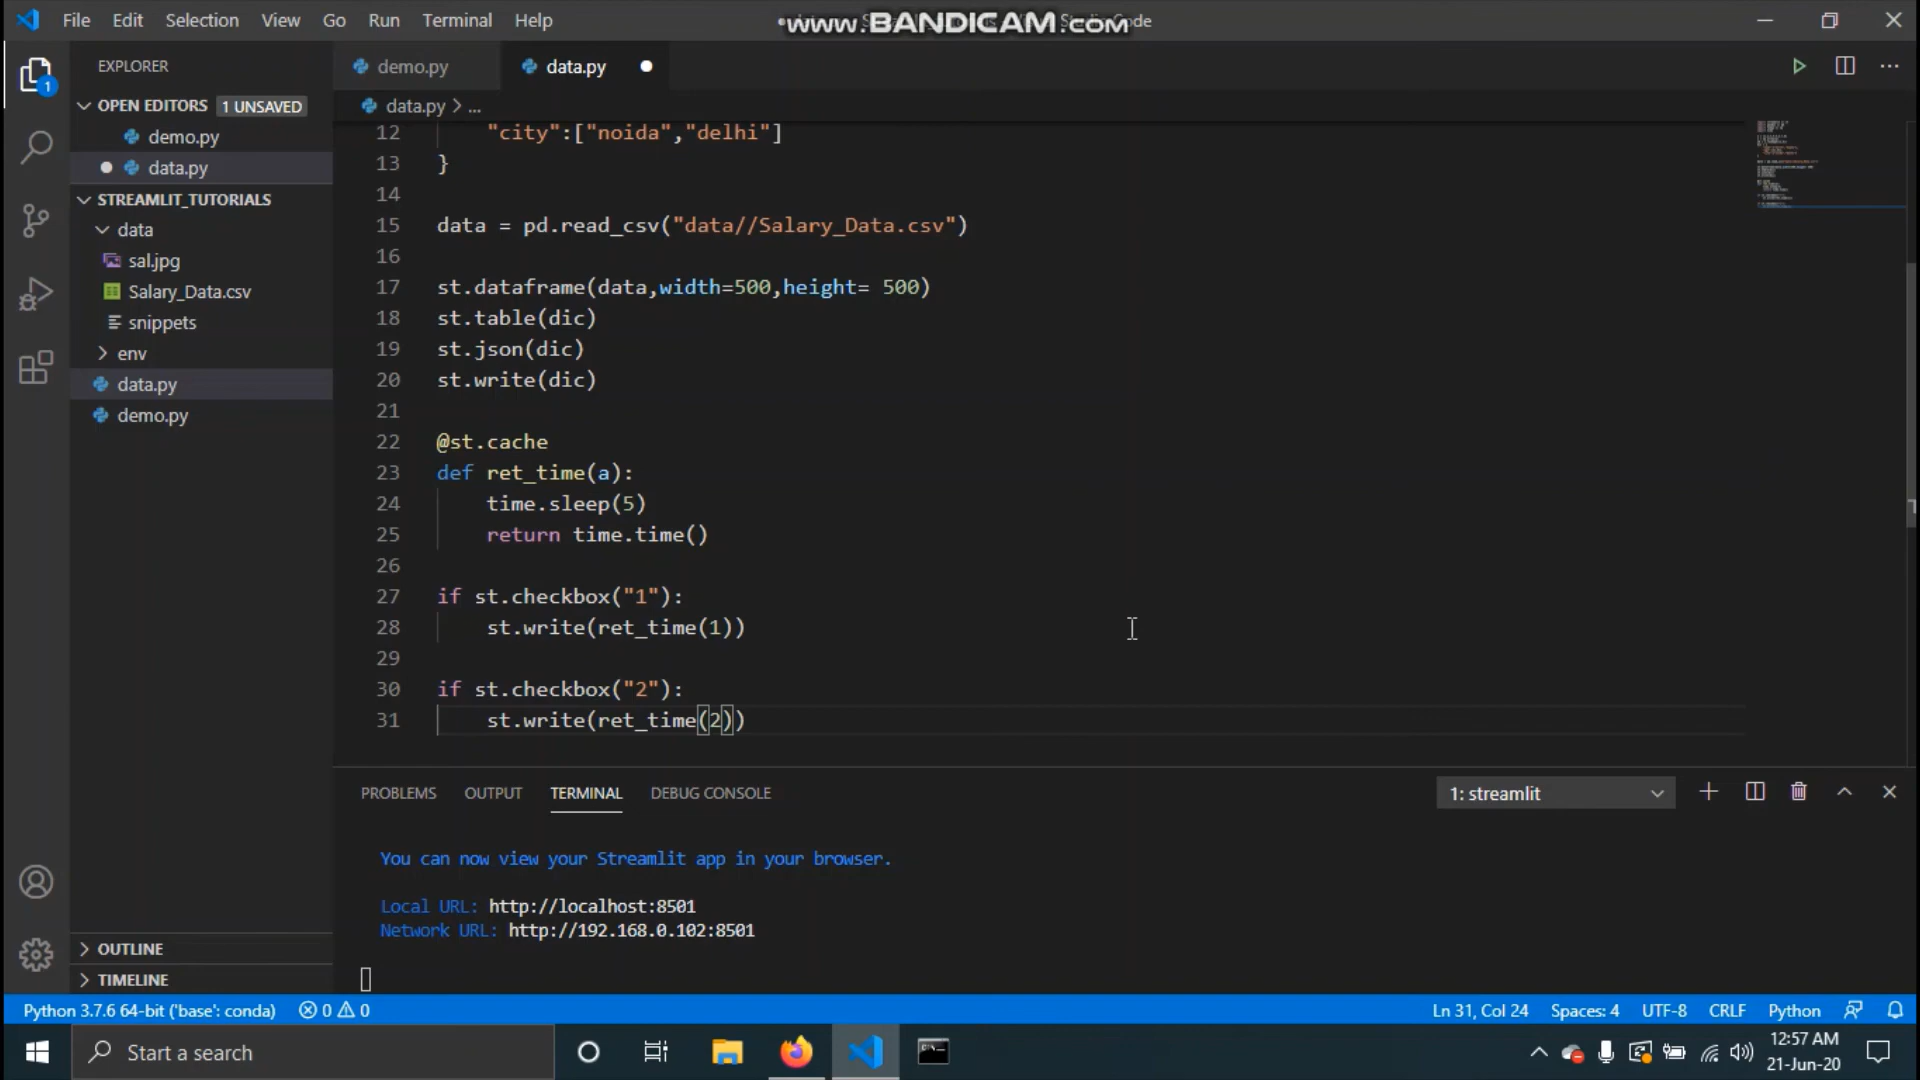 File Edit Selection View Go Run Terminal Help
www.BANDICAM.com
Code
EXPLORER
demo.py
data.py
OPEN EDITORS 1 UNSAVED
data.py > ...
demo.py
data.py
STREAMLIT_TUTORIALS
data
sal.jpg
Salary_Data.csv
snippets
env
data.py
demo.py
OUTLINE
TIMELINE
12 "city":["noida","delhi"]
13 }
14
15 data = pd.read_csv("data//Salary_Data.csv")
16
17 st.dataframe(data,width=500,height= 500)
18 st.table(dic)
19 st.json(dic)
20 st.write(dic)
21
22 @st.cache
23 def ret_time(a):
24 time.sleep(5)
25 return time.time()
26
27 if st.checkbox("1"):
28 st.write(ret_time(1))
29
30 if st.checkbox("2"):
31 st.write(ret_time(2))
PROBLEMS OUTPUT TERMINAL DEBUG CONSOLE
1: streamlit
You can now view your Streamlit app in your browser.
Local URL: http://localhost:8501
Network URL: http://192.168.0.102:8501
Python 3.7.6 64-bit ('base': conda) 0 0
Ln 31, Col 24 Spaces: 4 UTF-8 CRLF Python
Start a search
12:57 AM
21-Jun-20
1